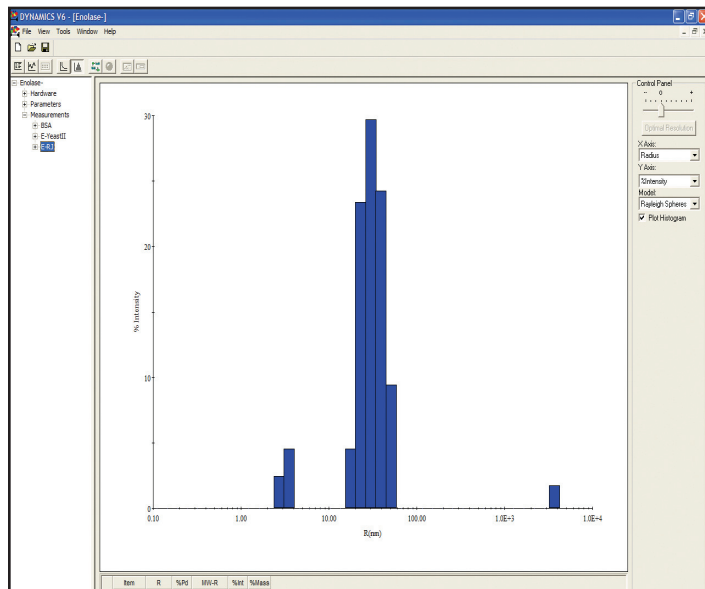 DYNAMICS V6 - [Enolase-]
File View Tools Window Help
Enolase-
Hardware
Parameters
Measurements
BSA
E-YeastII
E-RJ
30
20
10
0
% Intensity
0.10 1.00 10.00 100.00 1.0E+3 1.0E+4
R(nm)
Item R %Pd MW-R %Int %Mass
Control Panel
- 0 +
Optimal Resolution
X Axis:
Radius
Y Axis:
%Intensity
Model:
Rayleigh Spheres
Plot Histogram